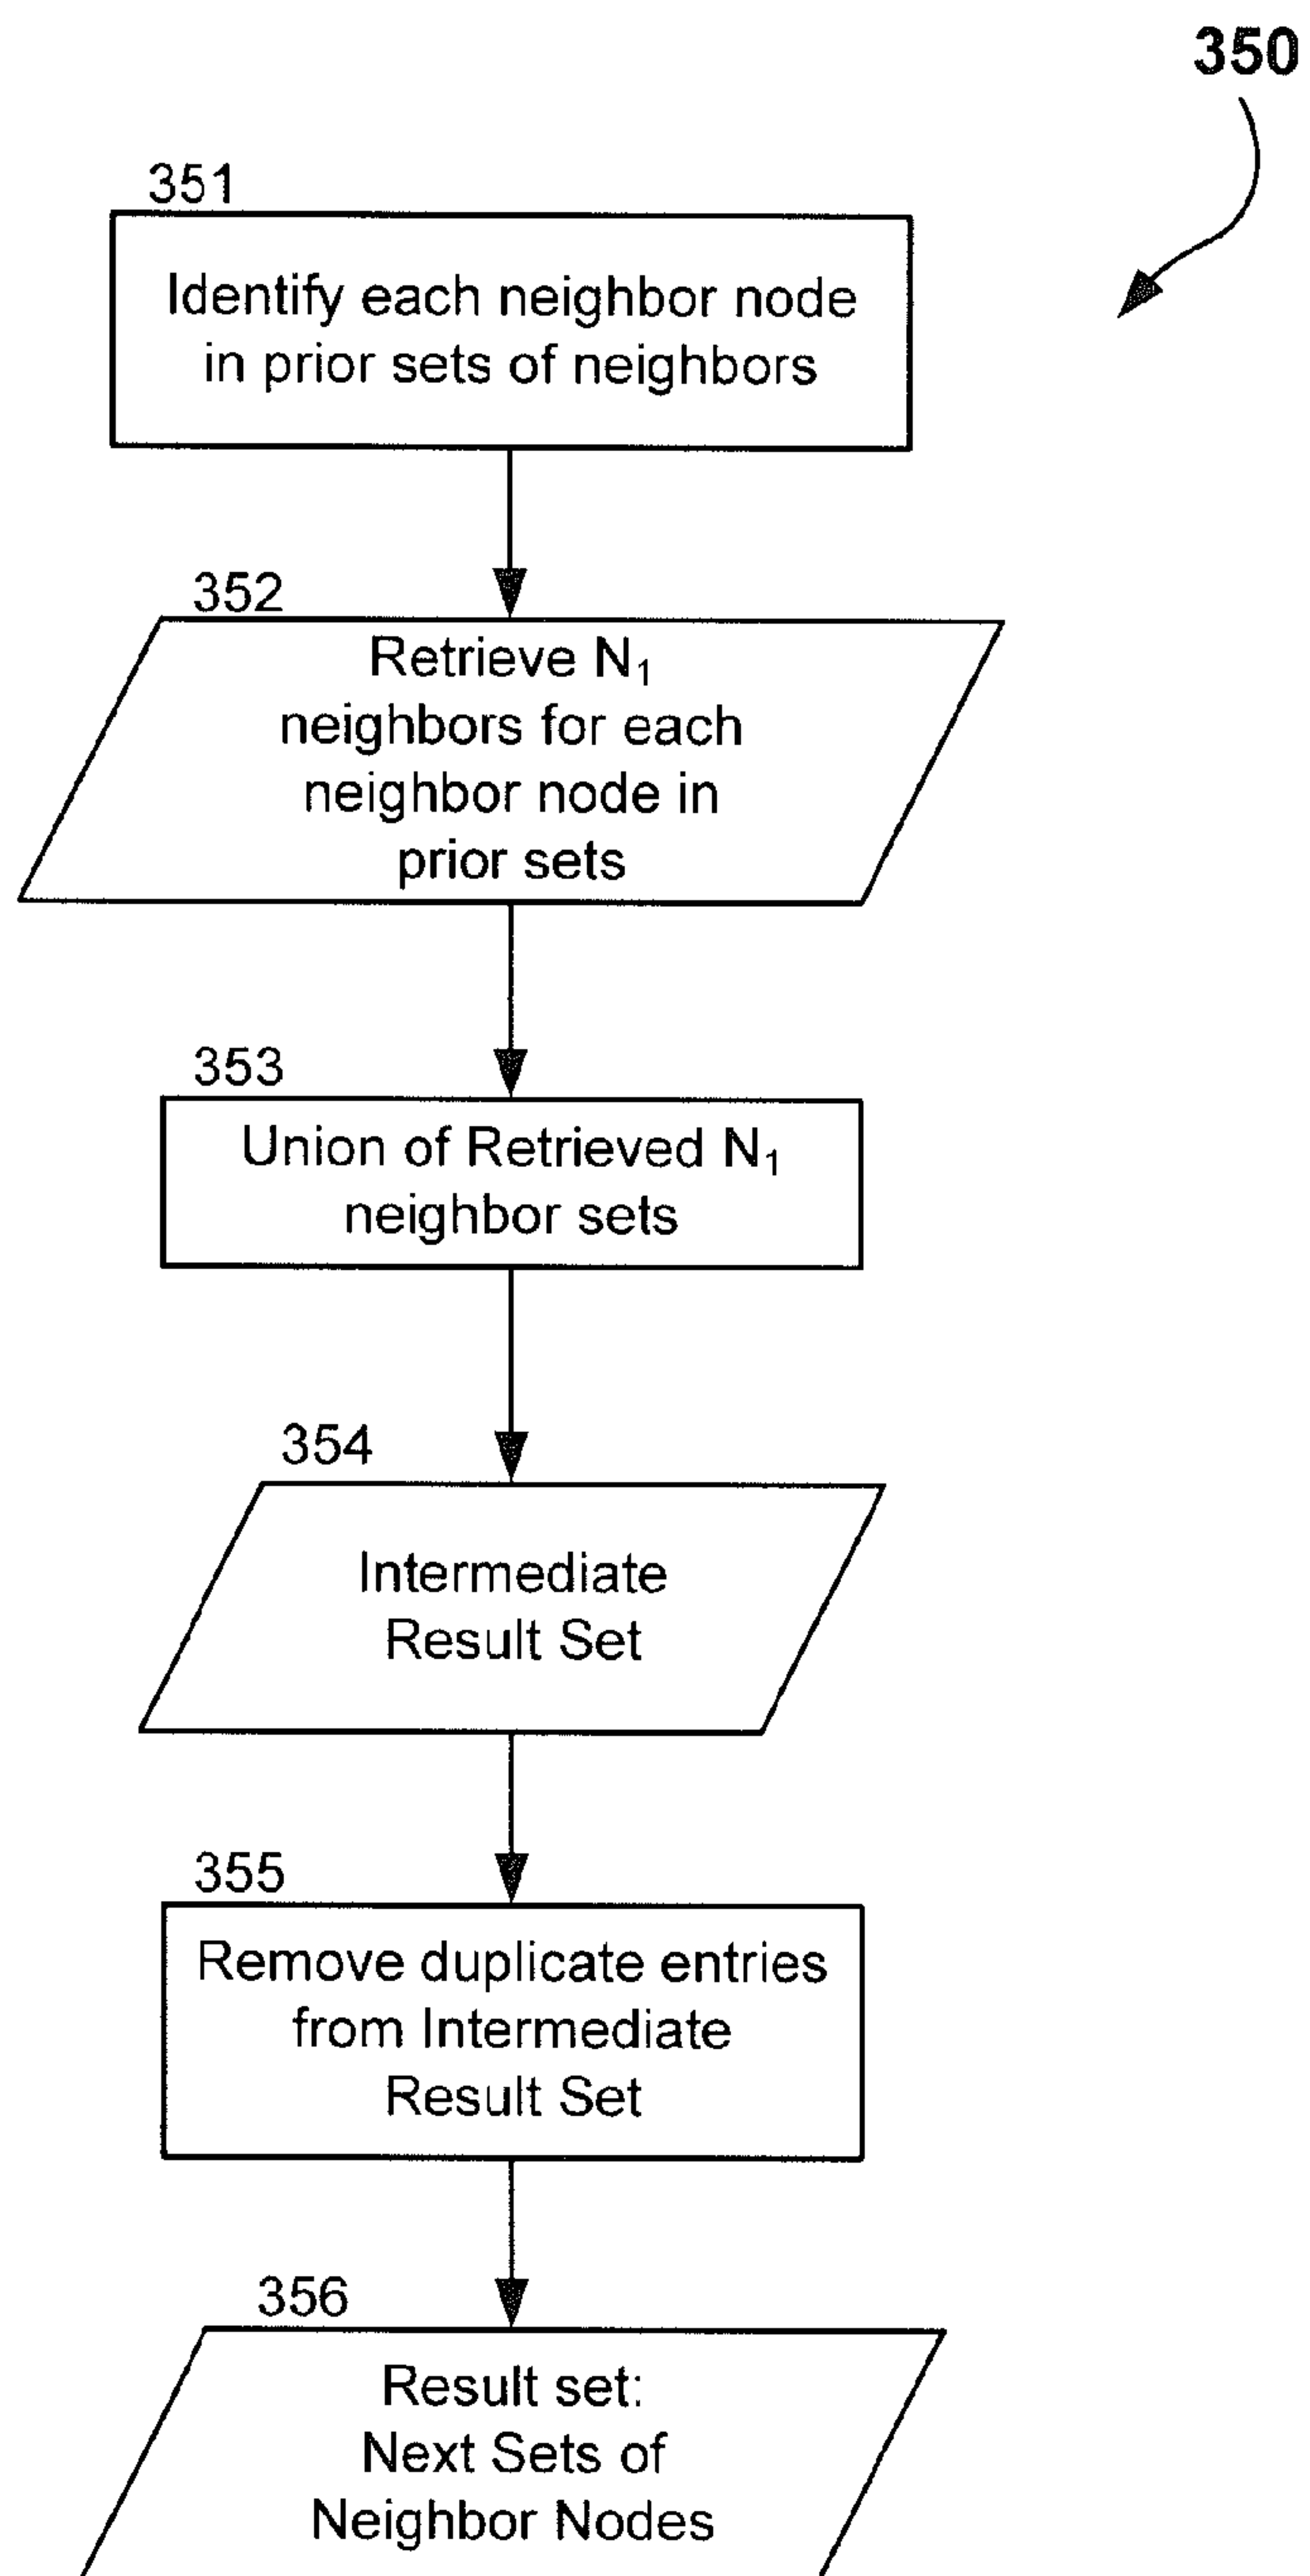 350
351
Identify each neighbor node
in prior sets of neighbors
352
Retrieve N₁
neighbors for each
neighbor node in
prior sets
353
Union of Retrieved N₁
neighbor sets
354
Intermediate
Result Set
355
Remove duplicate entries
from Intermediate
Result Set
356
Result set:
Next Sets of
Neighbor Nodes